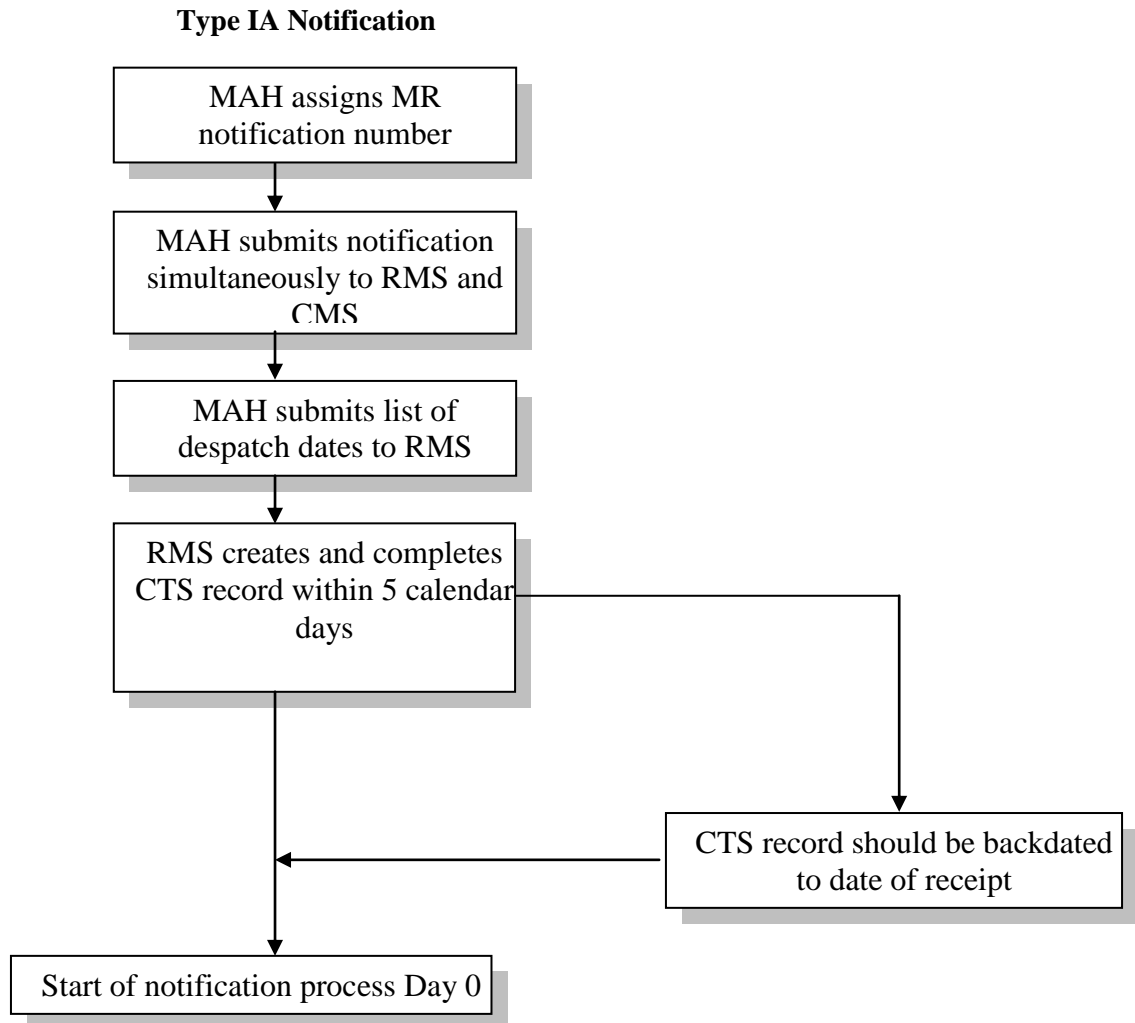 Type IA Notification
MAH assigns MR
notification number
MAH submits notification
simultaneously to RMS and
CMS
MAH submits list of
despatch dates to RMS
RMS creates and completes
CTS record within 5 calendar
days
CTS record should be backdated
to date of receipt
Start of notification process Day 0